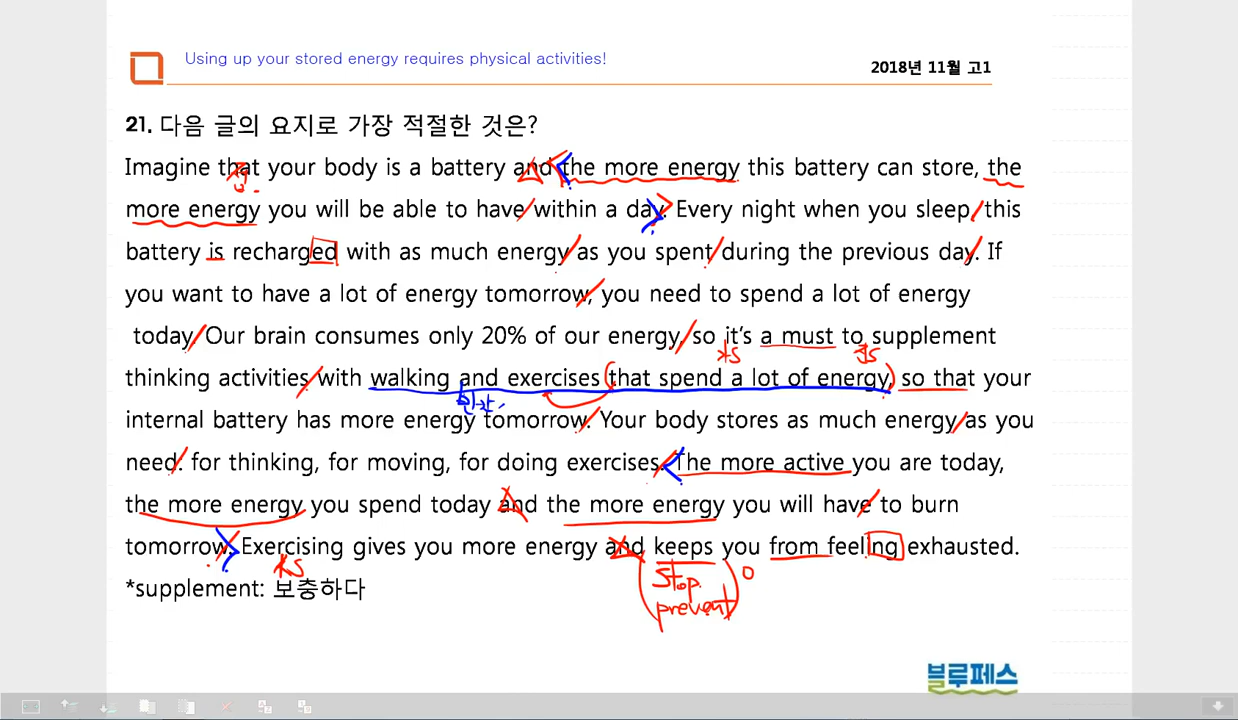 Using up your stored energy requires physical activities!
2018년 11월 고1
21. 다음 글의 요지로 가장 적절한 것은?
Imagine that your body is a battery and the more energy this battery can store, the
more energy you will be able to have within a day. Every night when you sleep, this
battery is recharged with as much energy as you spent during the previous day. If
you want to have a lot of energy tomorrow, you need to spend a lot of energy
today. Our brain consumes only 20% of our energy, so it's a must to supplement
thinking activities with walking and exercises that spend a lot of energy, so that your
internal battery has more energy tomorrow. Your body stores as much energy as you
need: for thinking, for moving, for doing exercises. The more active you are today,
the more energy you spend today and the more energy you will have to burn
tomorrow. Exercising gives you more energy and keeps you from feeling exhausted.
stop
prevent
*supplement: 보충하다
블루페스